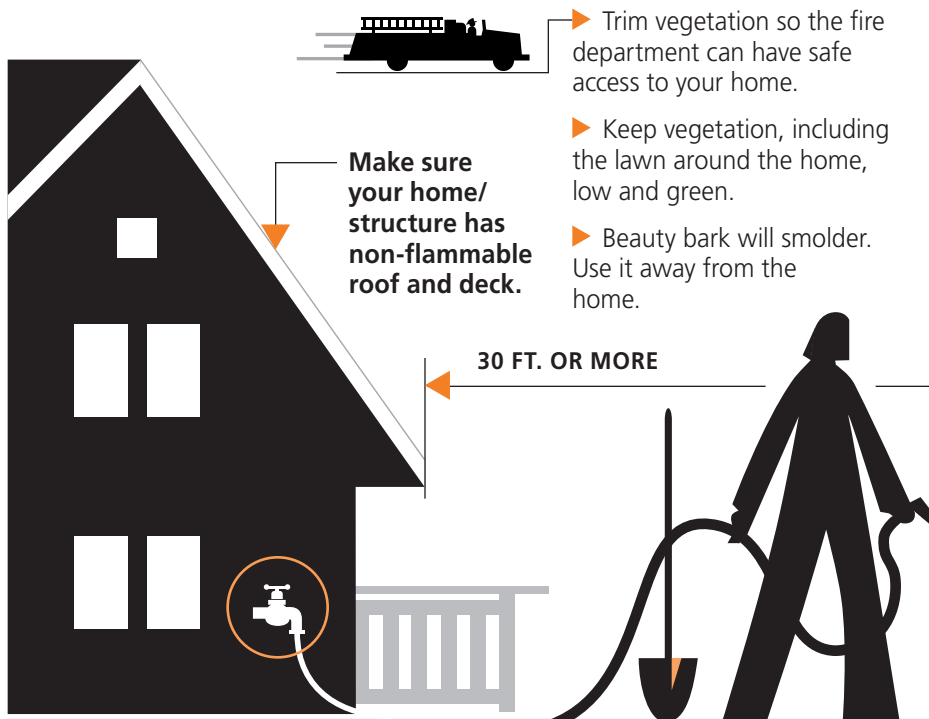 ▶ Trim vegetation so the fire
department can have safe
access to your home.
▶ Keep vegetation, including
the lawn around the home,
low and green.
▶ Beauty bark will smolder.
Use it away from the
home.
Make sure
your home/
structure has
non-flammable
roof and deck.
30 FT. OR MORE